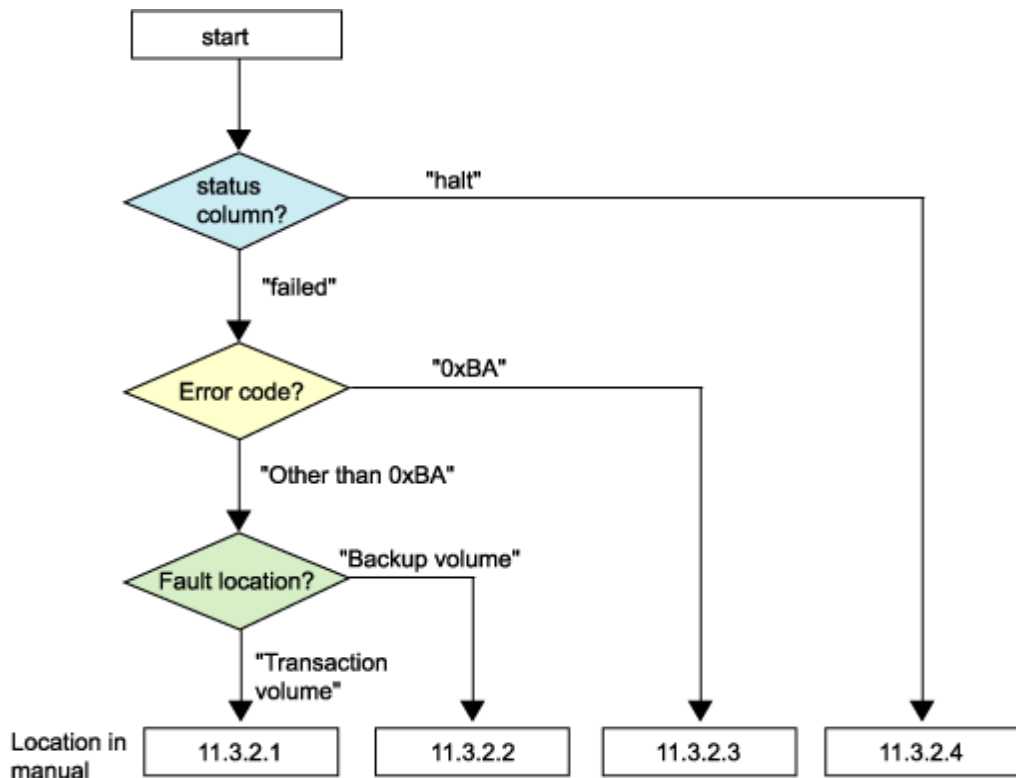 start
status
column?
"halt"
"failed"
Error code?
"0xBA"
"Other than 0xBA"
Fault location?
"Backup volume"
"Transaction
volume"
Location in
manual
11.3.2.1
11.3.2.2
11.3.2.3
11.3.2.4